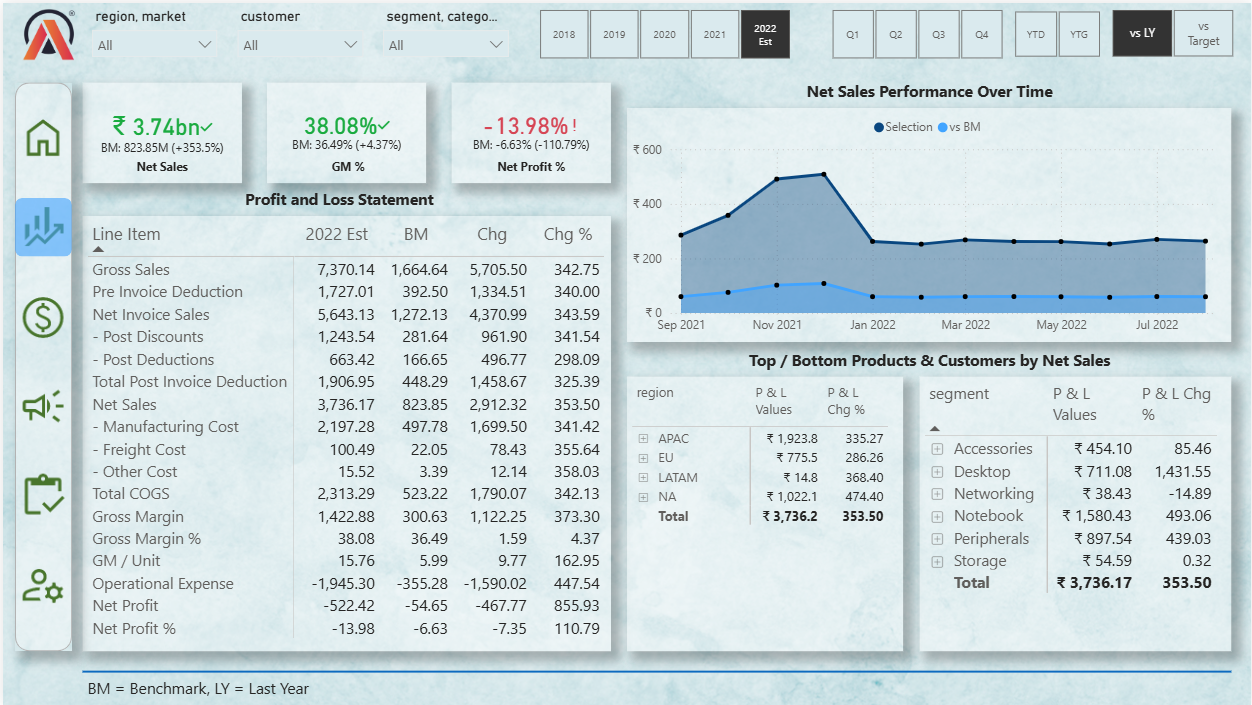 region, market
customer
segment, catego...
All
All
All
2018
2019
2020
2021
2022
Est
Q1
Q2
Q3
Q4
YTD
YTG
vs LY
vs
Target
₹ 3.74bn✓
BM: 823.85M (+353.5%)
Net Sales
38.08%✓
BM: 36.49% (+4.37%)
GM %
-13.98%!
BM: -6.63% (-110.79%)
Net Profit %
Profit and Loss Statement
Line Item 2022 Est BM Chg Chg %
Gross Sales 7,370.14 1,664.64 5,705.50 342.75
Pre Invoice Deduction 1,727.01 392.50 1,334.51 340.00
Net Invoice Sales 5,643.13 1,272.13 4,370.99 343.59
- Post Discounts 1,243.54 281.64 961.90 341.54
- Post Deductions 663.42 166.65 496.77 298.09
Total Post Invoice Deduction 1,906.95 448.29 1,458.67 325.39
Net Sales 3,736.17 823.85 2,912.32 353.50
- Manufacturing Cost 2,197.28 497.78 1,699.50 341.42
- Freight Cost 100.49 22.05 78.43 355.64
- Other Cost 15.52 3.39 12.14 358.03
Total COGS 2,313.29 523.22 1,790.07 342.13
Gross Margin 1,422.88 300.63 1,122.25 373.30
Gross Margin % 38.08 36.49 1.59 4.37
GM / Unit 15.76 5.99 9.77 162.95
Operational Expense -1,945.30 -355.28 -1,590.02 447.54
Net Profit -522.42 -54.65 -467.77 855.93
Net Profit % -13.98 -6.63 -7.35 110.79
Net Sales Performance Over Time
Selection vs BM
₹ 600
₹ 400
₹ 200
₹ 0
Sep 2021 Nov 2021 Jan 2022 Mar 2022 May 2022 Jul 2022
Top / Bottom Products & Customers by Net Sales
region P & L Values P & L Chg %
APAC ₹ 1,923.8 335.27
EU ₹ 775.5 286.26
LATAM ₹ 14.8 368.40
NA ₹ 1,022.1 474.40
Total ₹ 3,736.2 353.50
segment P & L Values P & L Chg %
Accessories ₹ 454.10 85.46
Desktop ₹ 711.08 1,431.55
Networking ₹ 38.43 -14.89
Notebook ₹ 1,580.43 493.06
Peripherals ₹ 897.54 439.03
Storage ₹ 54.59 0.32
Total ₹ 3,736.17 353.50
BM = Benchmark, LY = Last Year